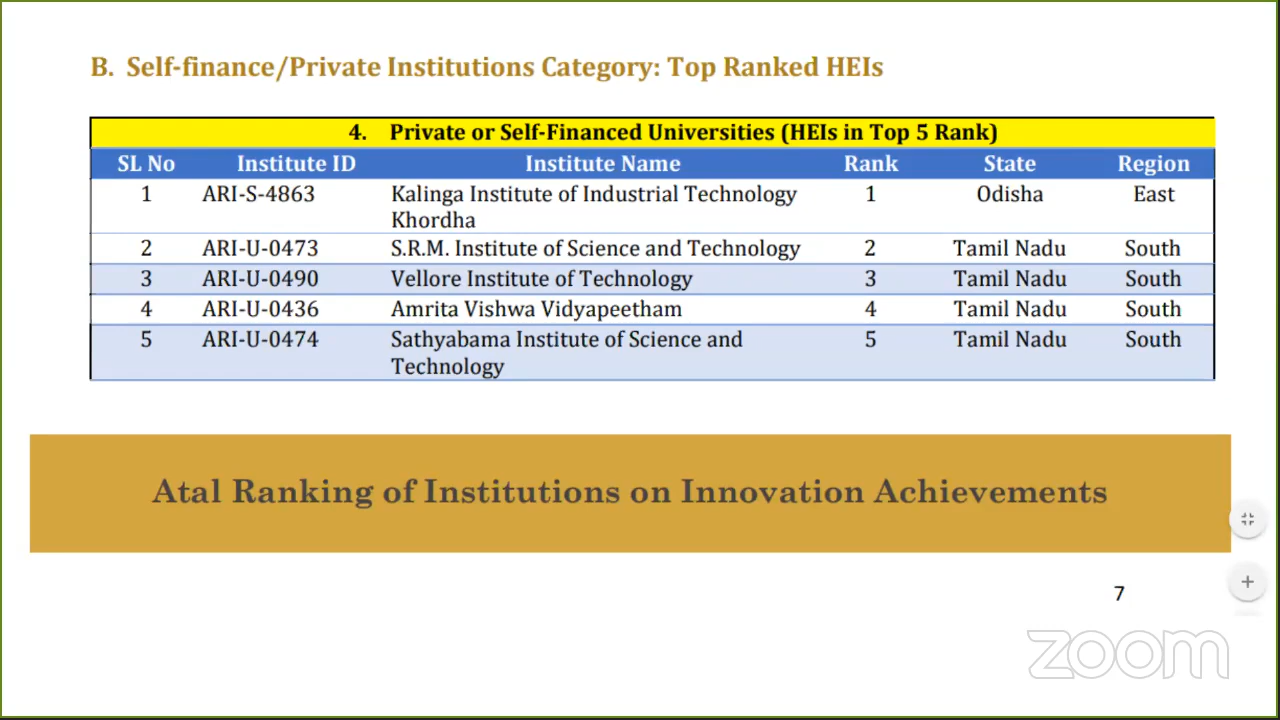 B. Self-finance/Private Institutions Category: Top Ranked HEIs
4. Private or Self-Financed Universities (HEIs in Top 5 Rank)
SL No Institute ID Institute Name Rank State Region
1 ARI-S-4863 Kalinga Institute of Industrial Technology 1 Odisha East
Khordha
2 ARI-U-0473 S.R.M. Institute of Science and Technology 2 Tamil Nadu South
3 ARI-U-0490 Vellore Institute of Technology 3 Tamil Nadu South
4 ARI-U-0436 Amrita Vishwa Vidyapeetham 4 Tamil Nadu South
5 ARI-U-0474 Sathyabama Institute of Science and 5 Tamil Nadu South
Technology
Atal Ranking of Institutions on Innovation Achievements
7
zoom